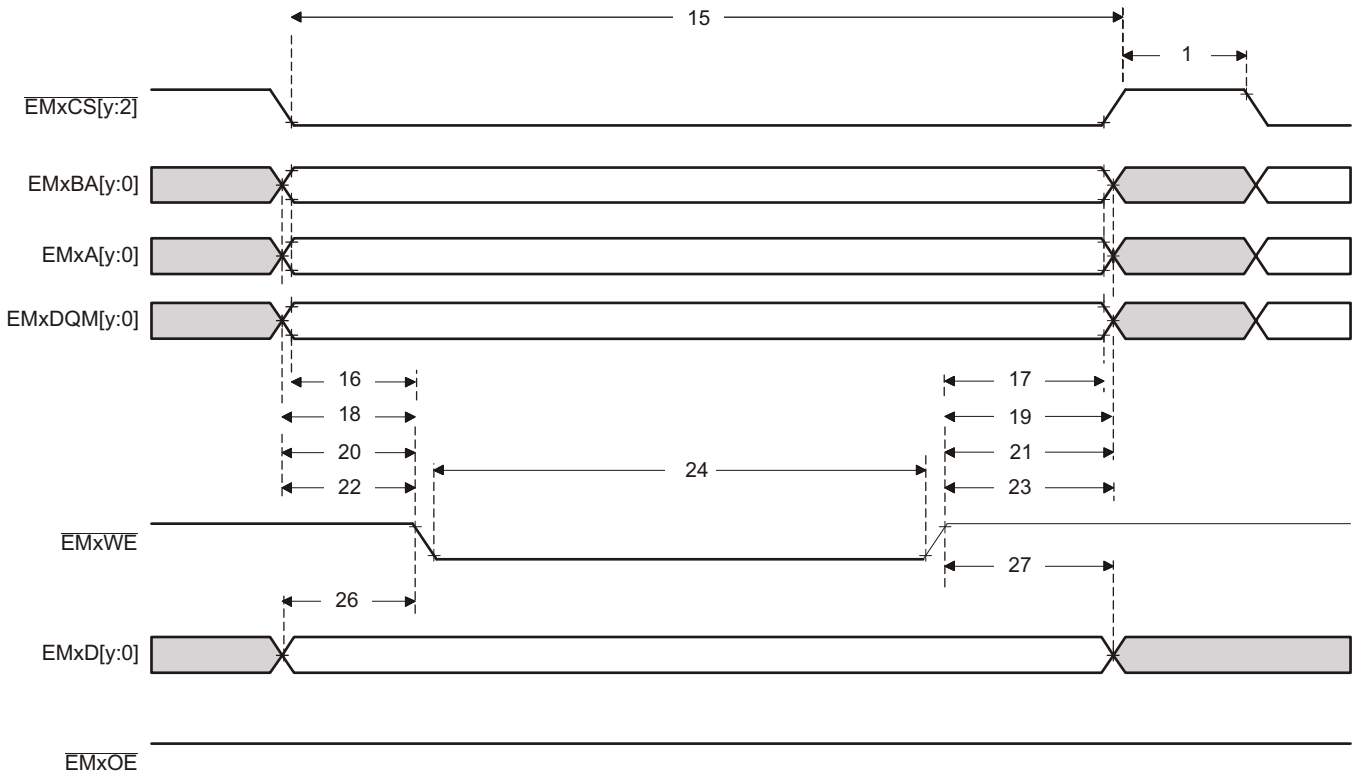 15
1
EMxCS[y:2]
EMxBA[y:0]
EMxA[y:0]
EMxDQM[y:0]
16 17
18 19
20 21
24
22 23
EMxWE
27
26
EMxD[y:0]
EMxOE